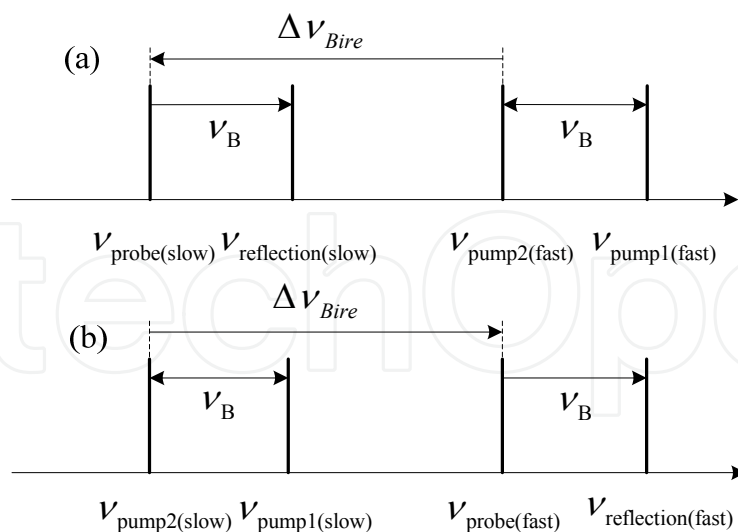 (a)
Δν_Bire
ν_B ν_B
ν_probe(slow) ν_reflection(slow) ν_pump2(fast) ν_pump1(fast)
Δν_Bire
(b)
ν_B ν_B
ν_pump2(slow) ν_pump1(slow) ν_probe(fast) ν_reflection(fast)